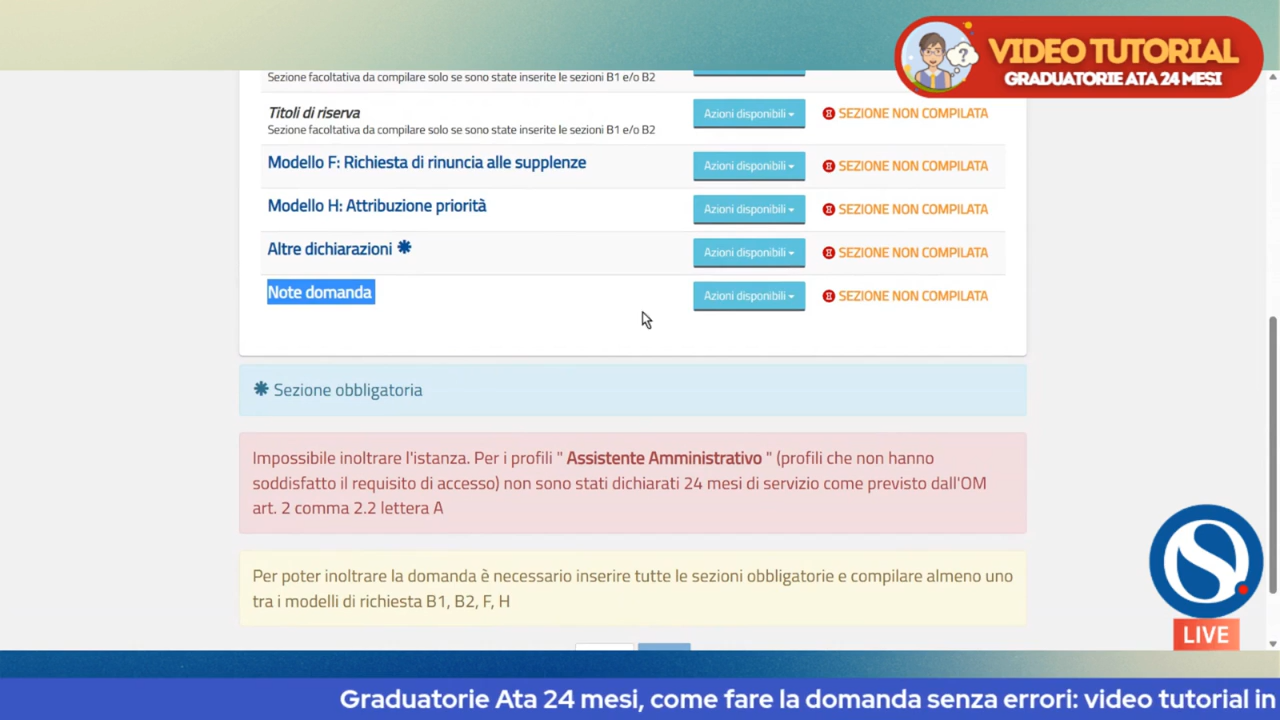 VIDEO TUTORIAL
GRADUATORIE ATA 24 MESI
Sezione facoltativa da compilare solo se sono state inserite le sezioni B1 e/o B2
Titoli di riserva
Azioni disponibili
SEZIONE NON COMPILATA
Sezione facoltativa da compilare solo se sono state inserite le sezioni B1 e/o B2
Modello F: Richiesta di rinuncia alle supplenze
Azioni disponibili
SEZIONE NON COMPILATA
Modello H: Attribuzione priorità
Azioni disponibili
SEZIONE NON COMPILATA
Altre dichiarazioni ✱
Azioni disponibili
SEZIONE NON COMPILATA
Note domanda
Azioni disponibili
SEZIONE NON COMPILATA
✱ Sezione obbligatoria
Impossibile inoltrare l'istanza. Per i profili " Assistente Amministrativo " (profili che non hanno
soddisfatto il requisito di accesso) non sono stati dichiarati 24 mesi di servizio come previsto dall'OM
art. 2 comma 2.2 lettera A
Per poter inoltrare la domanda è necessario inserire tutte le sezioni obbligatorie e compilare almeno uno
tra i modelli di richiesta B1, B2, F, H
LIVE
Graduatorie Ata 24 mesi, come fare la domanda senza errori: video tutorial in